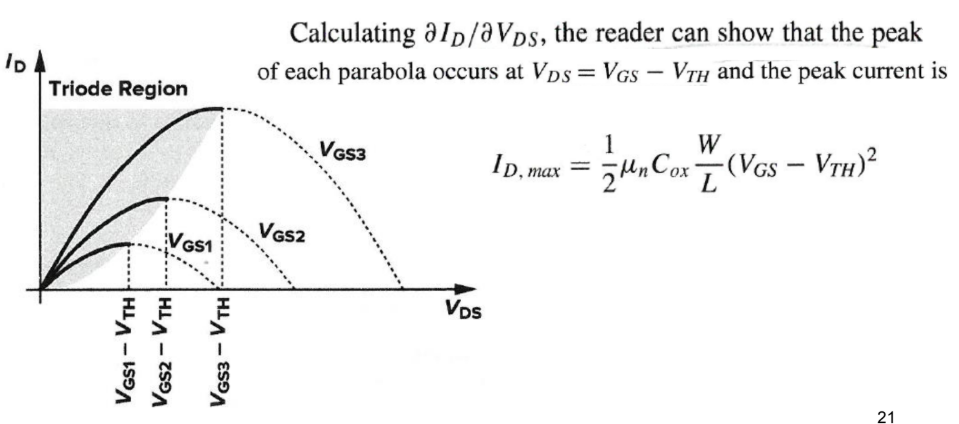 Calculating ∂I_D/∂V_DS, the reader can show that the peak
of each parabola occurs at V_DS = V_GS − V_TH and the peak current is
I_D
Triode Region
V_GS3
I_D, max = 1/2 μ_n C_ox W/L (V_GS − V_TH)²
V_GS1
V_GS2
V_DS
V_GS1 − V_TH
V_GS2 − V_TH
V_GS3 − V_TH
21